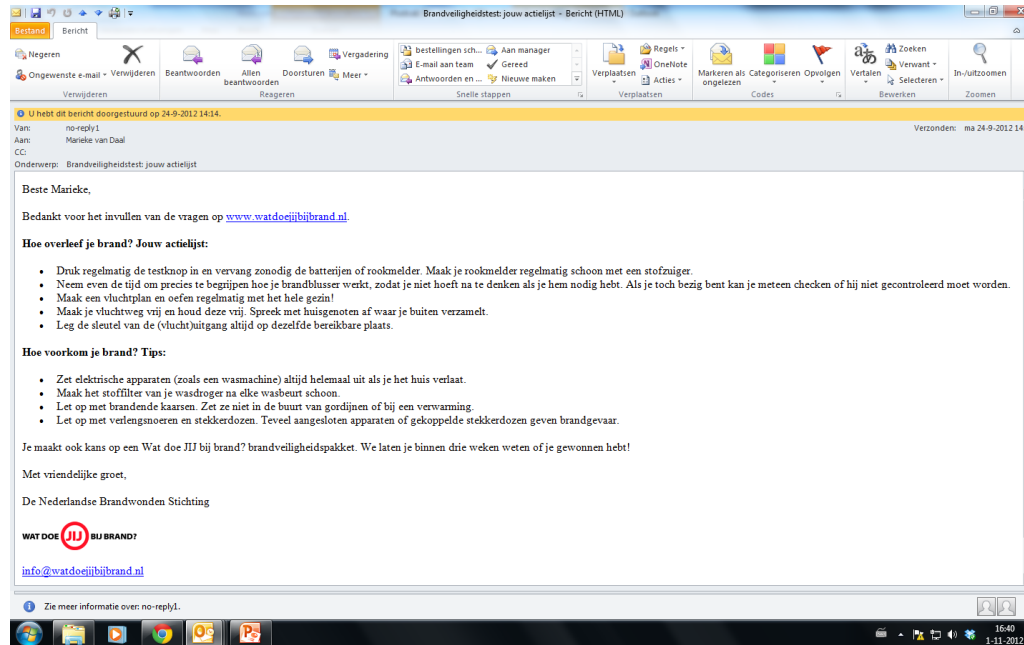 Brandveiligheidstest: jouw actielijst - Bericht (HTML)
Bestand Bericht
Negeren
Ongewenste e-mail
Verwijderen
Verwijderen
Beantwoorden
Allen beantwoorden
Doorsturen
Vergadering
Meer
Reageren
bestellingen sch...
E-mail aan team
Antwoorden en ...
Aan manager
Gereed
Nieuwe maken
Snelle stappen
Verplaatsen
Regels
OneNote
Acties
Verplaatsen
Markeren als ongelezen
Categoriseren
Opvolgen
Codes
Vertalen
Zoeken
Verwant
Selecteren
Bewerken
In-/uitzoomen
Zoomen
U hebt dit bericht doorgestuurd op 24-9-2012 14:14.
Van: no-reply1 Verzonden: ma 24-9-2012 14
Aan: Marieke van Daal
CC:
Onderwerp: Brandveiligheidstest: jouw actielijst
Beste Marieke,
Bedankt voor het invullen van de vragen op www.watdoejijbijbrand.nl.
Hoe overleef je brand? Jouw actielijst:
• Druk regelmatig de testknop in en vervang zonodig de batterijen of rookmelder. Maak je rookmelder regelmatig schoon met een stofzuiger.
• Neem even de tijd om precies te begrijpen hoe je brandblusser werkt, zodat je niet hoeft na te denken als je hem nodig hebt. Als je toch bezig bent kan je meteen checken of hij niet gecontroleerd moet worden.
• Maak een vluchtplan en oefen regelmatig met het hele gezin!
• Maak je vluchtweg vrij en houd deze vrij. Spreek met huisgenoten af waar je buiten verzamelt.
• Leg de sleutel van de (vlucht)uitgang altijd op dezelfde bereikbare plaats.
Hoe voorkom je brand? Tips:
• Zet elektrische apparaten (zoals een wasmachine) altijd helemaal uit als je het huis verlaat.
• Maak het stoffilter van je wasdroger na elke wasbeurt schoon.
• Let op met brandende kaarsen. Zet ze niet in de buurt van gordijnen of bij een verwarming.
• Let op met verlengsnoeren en stekkerdozen. Teveel aangesloten apparaten of gekoppelde stekkerdozen geven brandgevaar.
Je maakt ook kans op een Wat doe JIJ bij brand? brandveiligheidspakket. We laten je binnen drie weken weten of je gewonnen hebt!
Met vriendelijke groet,
De Nederlandse Brandwonden Stichting
WAT DOE JIJ BIJ BRAND?
info@watdoejijbijbrand.nl
Zie meer informatie over: no-reply1.
16:40
1-11-2012